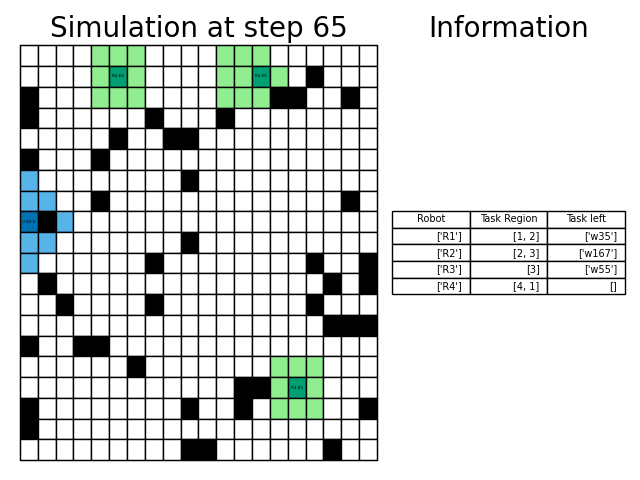 Simulation at step 65
Information
Robot Task Region Task left
['R1'] [1, 2] ['w35']
['R2'] [2, 3] ['w167']
['R3'] [3] ['w55']
['R4'] [4, 1] []